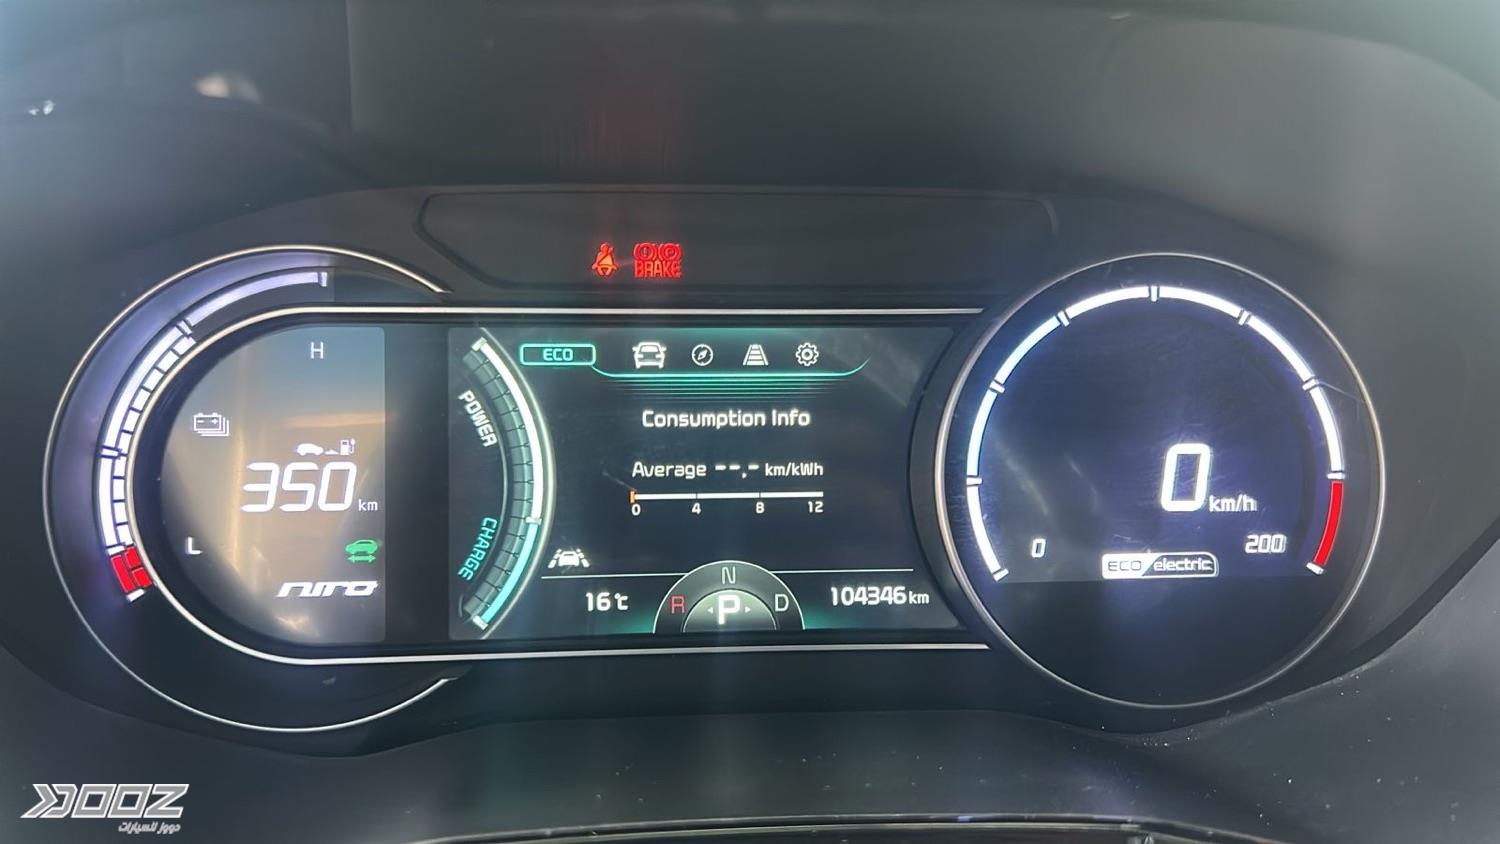 BRAKE
H
350 km
L
niro
POWER
CHARGE
ECO
Consumption Info
Average --.- km/kWh
0 4 8 12
16°C
R N P D
104346 km
0 km/h
0
200
ECO electric
DOOZ
دووز للسيارات